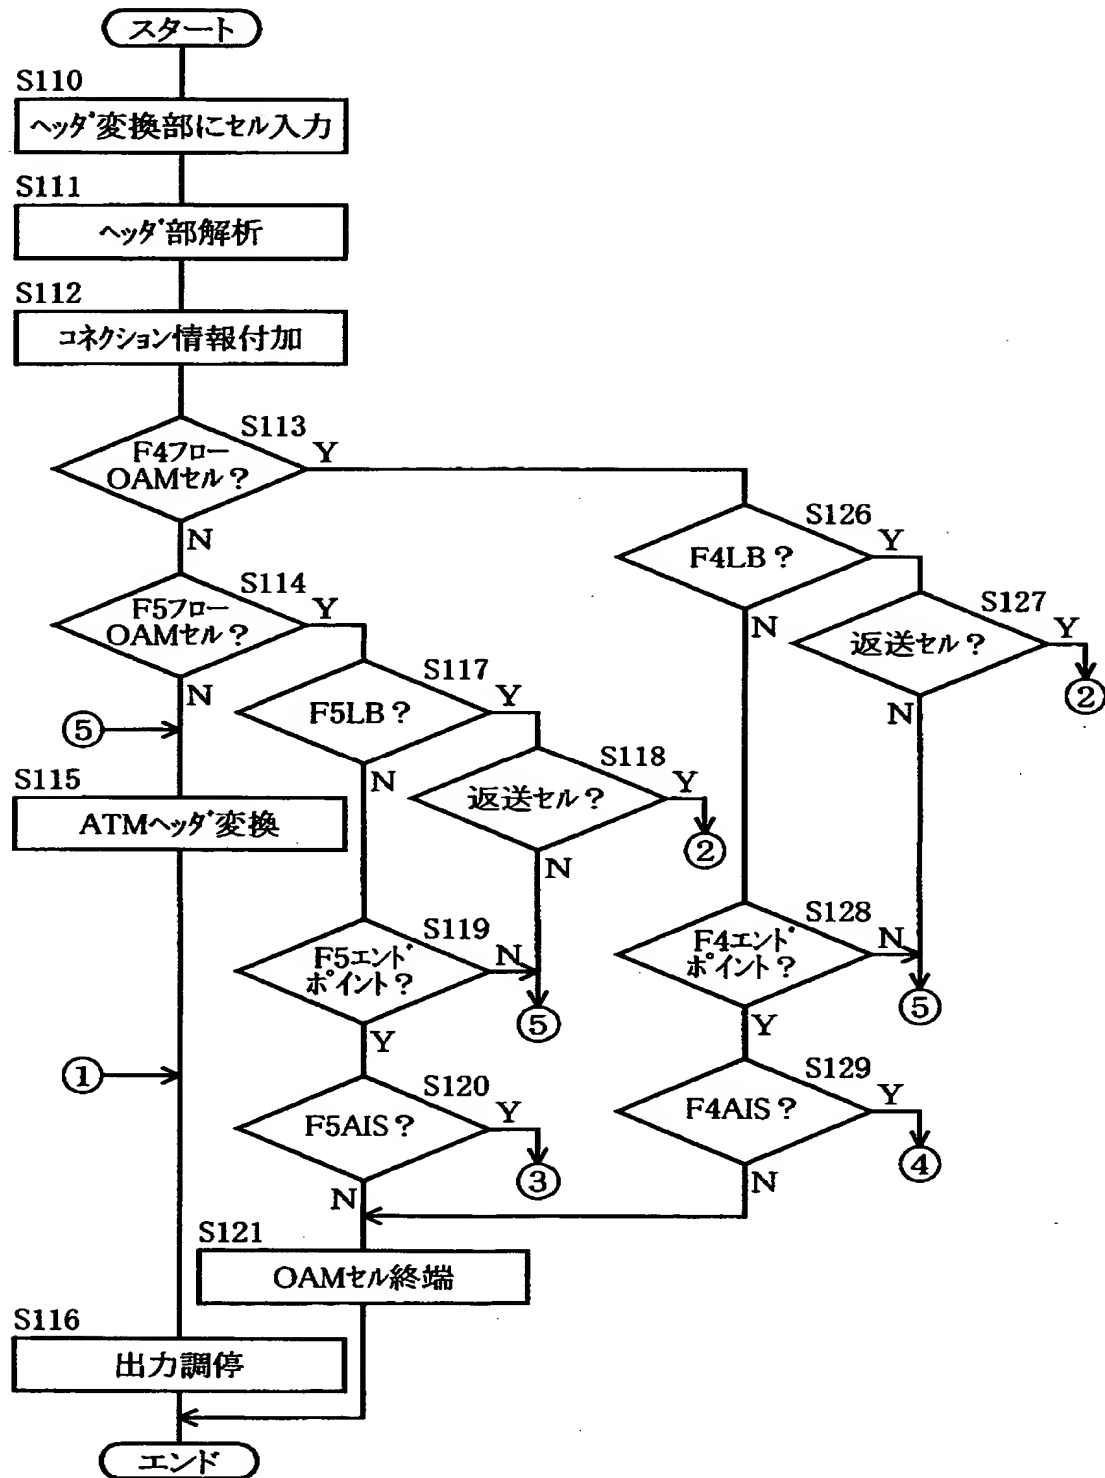 スタート
S110
ヘッダ変換部にセル入力
S111
ヘッダ部解析
S112
コネクション情報付加
S113
F4フロー
OAMセル？
Y
N
S126
F4LB？
Y
N
S127
返送セル？
Y
②
N
S114
F5フロー
OAMセル？
Y
N
⑤
S117
F5LB？
Y
N
S118
返送セル？
Y
②
N
S115
ATMヘッダ変換
S119
F5エンド
ポイント？
N
⑤
Y
S128
F4エンド
ポイント？
N
⑤
Y
①
S120
F5AIS？
Y
③
N
S129
F4AIS？
Y
④
N
S121
OAMセル終端
S116
出力調停
エンド